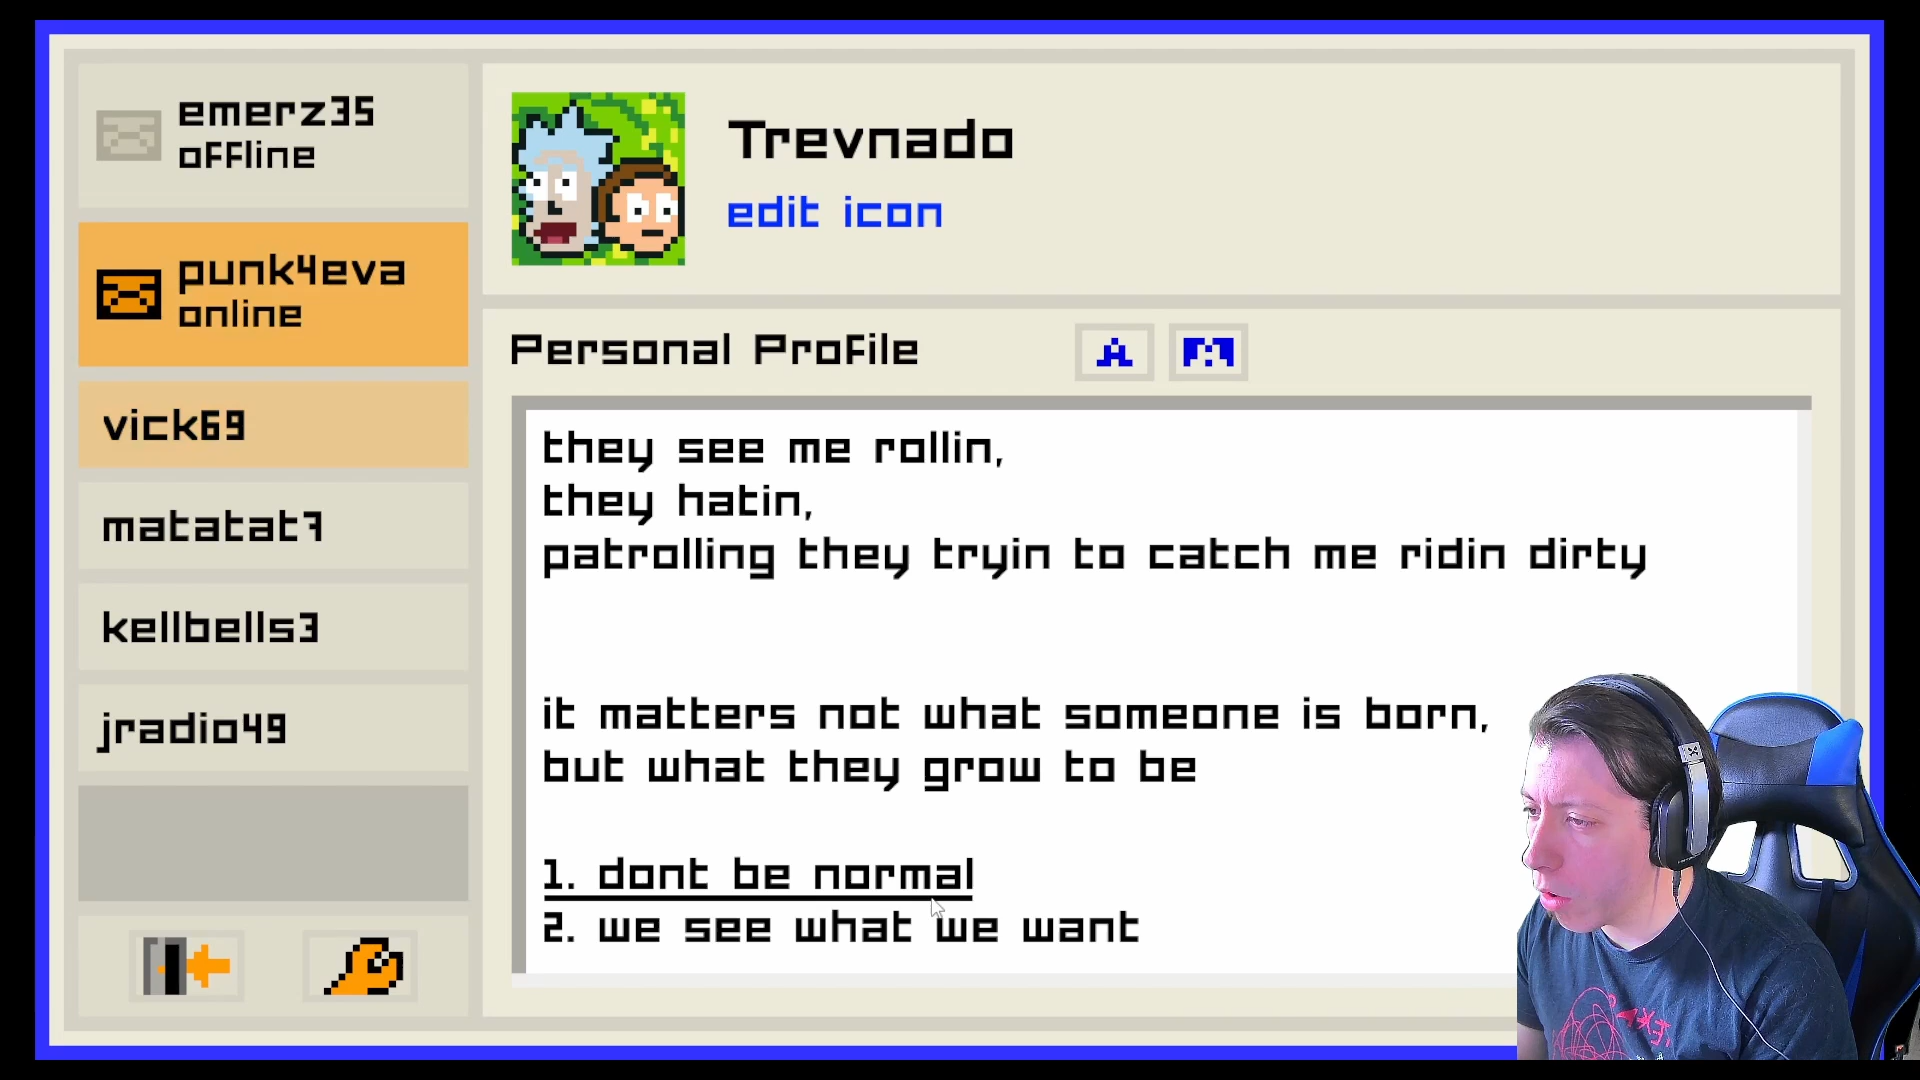 emerz35
offline
punk4eva
online
vick69
matatat7
kellbells3
jradio49
Trevnado
edit icon
Personal Profile
A
they see me rollin,
they hatin,
patrolling they tryin to catch me ridin dirty
it matters not what someone is born,
but what they grow to be
1. dont be normal
2. we see what we want